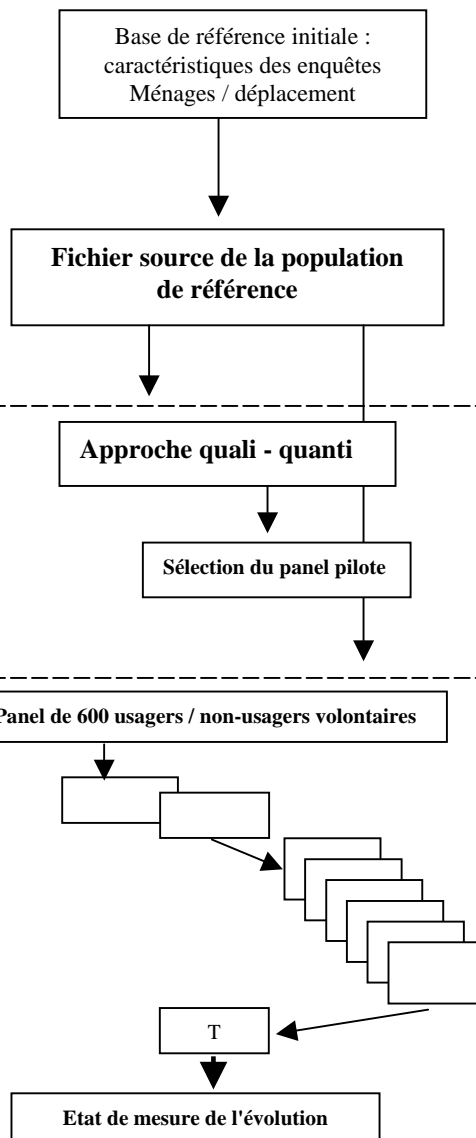 Base de référence initiale :
caractéristiques des enquêtes
Ménages / déplacement
Fichier source de la population
de référence
Approche quali - quanti
Sélection du panel pilote
Panel de 600 usagers / non-usagers volontaires
T
Etat de mesure de l'évolution